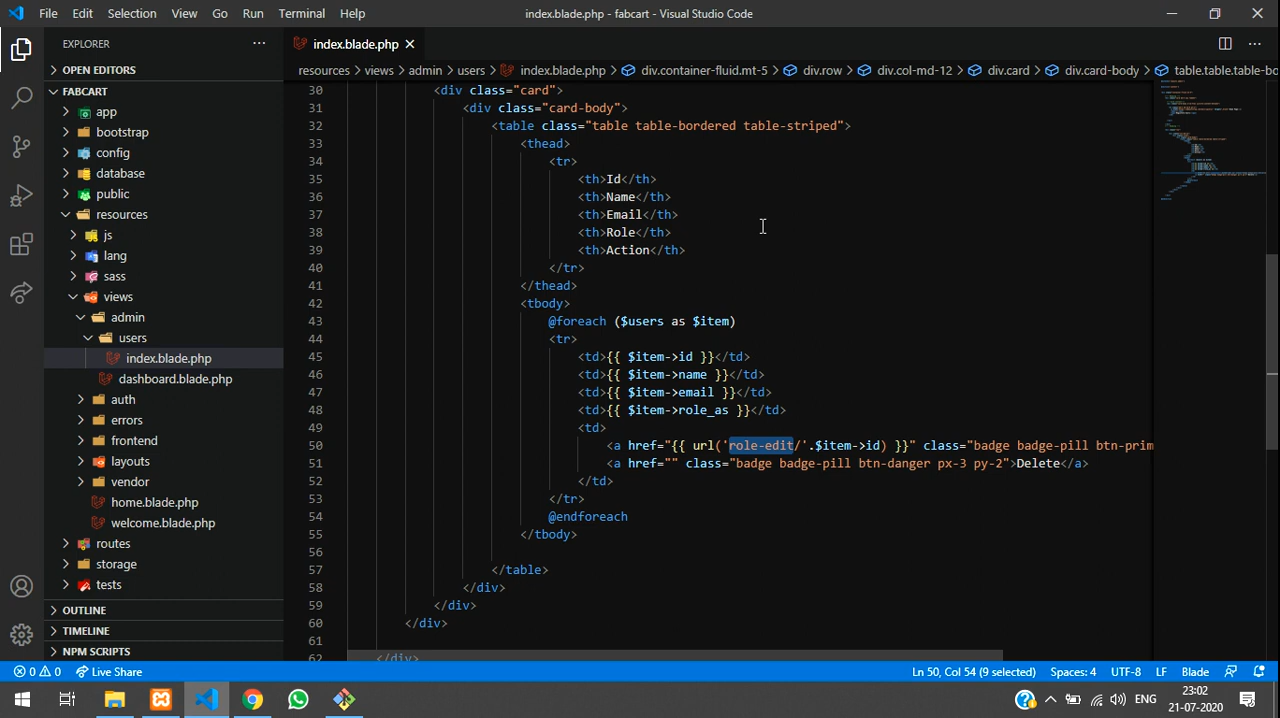 File Edit Selection View Go Run Terminal Help index.blade.php - fabcart - Visual Studio Code
EXPLORER
index.blade.php
OPEN EDITORS
FABCART
app
bootstrap
config
database
public
resources
js
lang
sass
views
admin
users
index.blade.php
dashboard.blade.php
auth
errors
frontend
layouts
vendor
home.blade.php
welcome.blade.php
routes
storage
tests
OUTLINE
TIMELINE
NPM SCRIPTS
resources > views > admin > users > index.blade.php > div.container-fluid.mt-5 > div.row > div.col-md-12 > div.card > div.card-body > table.table.table-bo
30 <div class="card">
31 <div class="card-body">
32 <table class="table table-bordered table-striped">
33 <thead>
34 <tr>
35 <th>Id</th>
36 <th>Name</th>
37 <th>Email</th>
38 <th>Role</th>
39 <th>Action</th>
40 </tr>
41 </thead>
42 <tbody>
43 @foreach ($users as $item)
44 <tr>
45 <td>{{ $item->id }}</td>
46 <td>{{ $item->name }}</td>
47 <td>{{ $item->email }}</td>
48 <td>{{ $item->role_as }}</td>
49 <td>
50 <a href="{{ url('role-edit/'.$item->id) }}" class="badge badge-pill btn-prim
51 <a href="" class="badge badge-pill btn-danger px-3 py-2">Delete</a>
52 </td>
53 </tr>
54 @endforeach
55 </tbody>
56
57 </table>
58 </div>
59 </div>
60 </div>
61
62 </div>
0 0 Live Share Ln 50, Col 54 (9 selected) Spaces: 4 UTF-8 LF Blade
ENG
23:02
21-07-2020